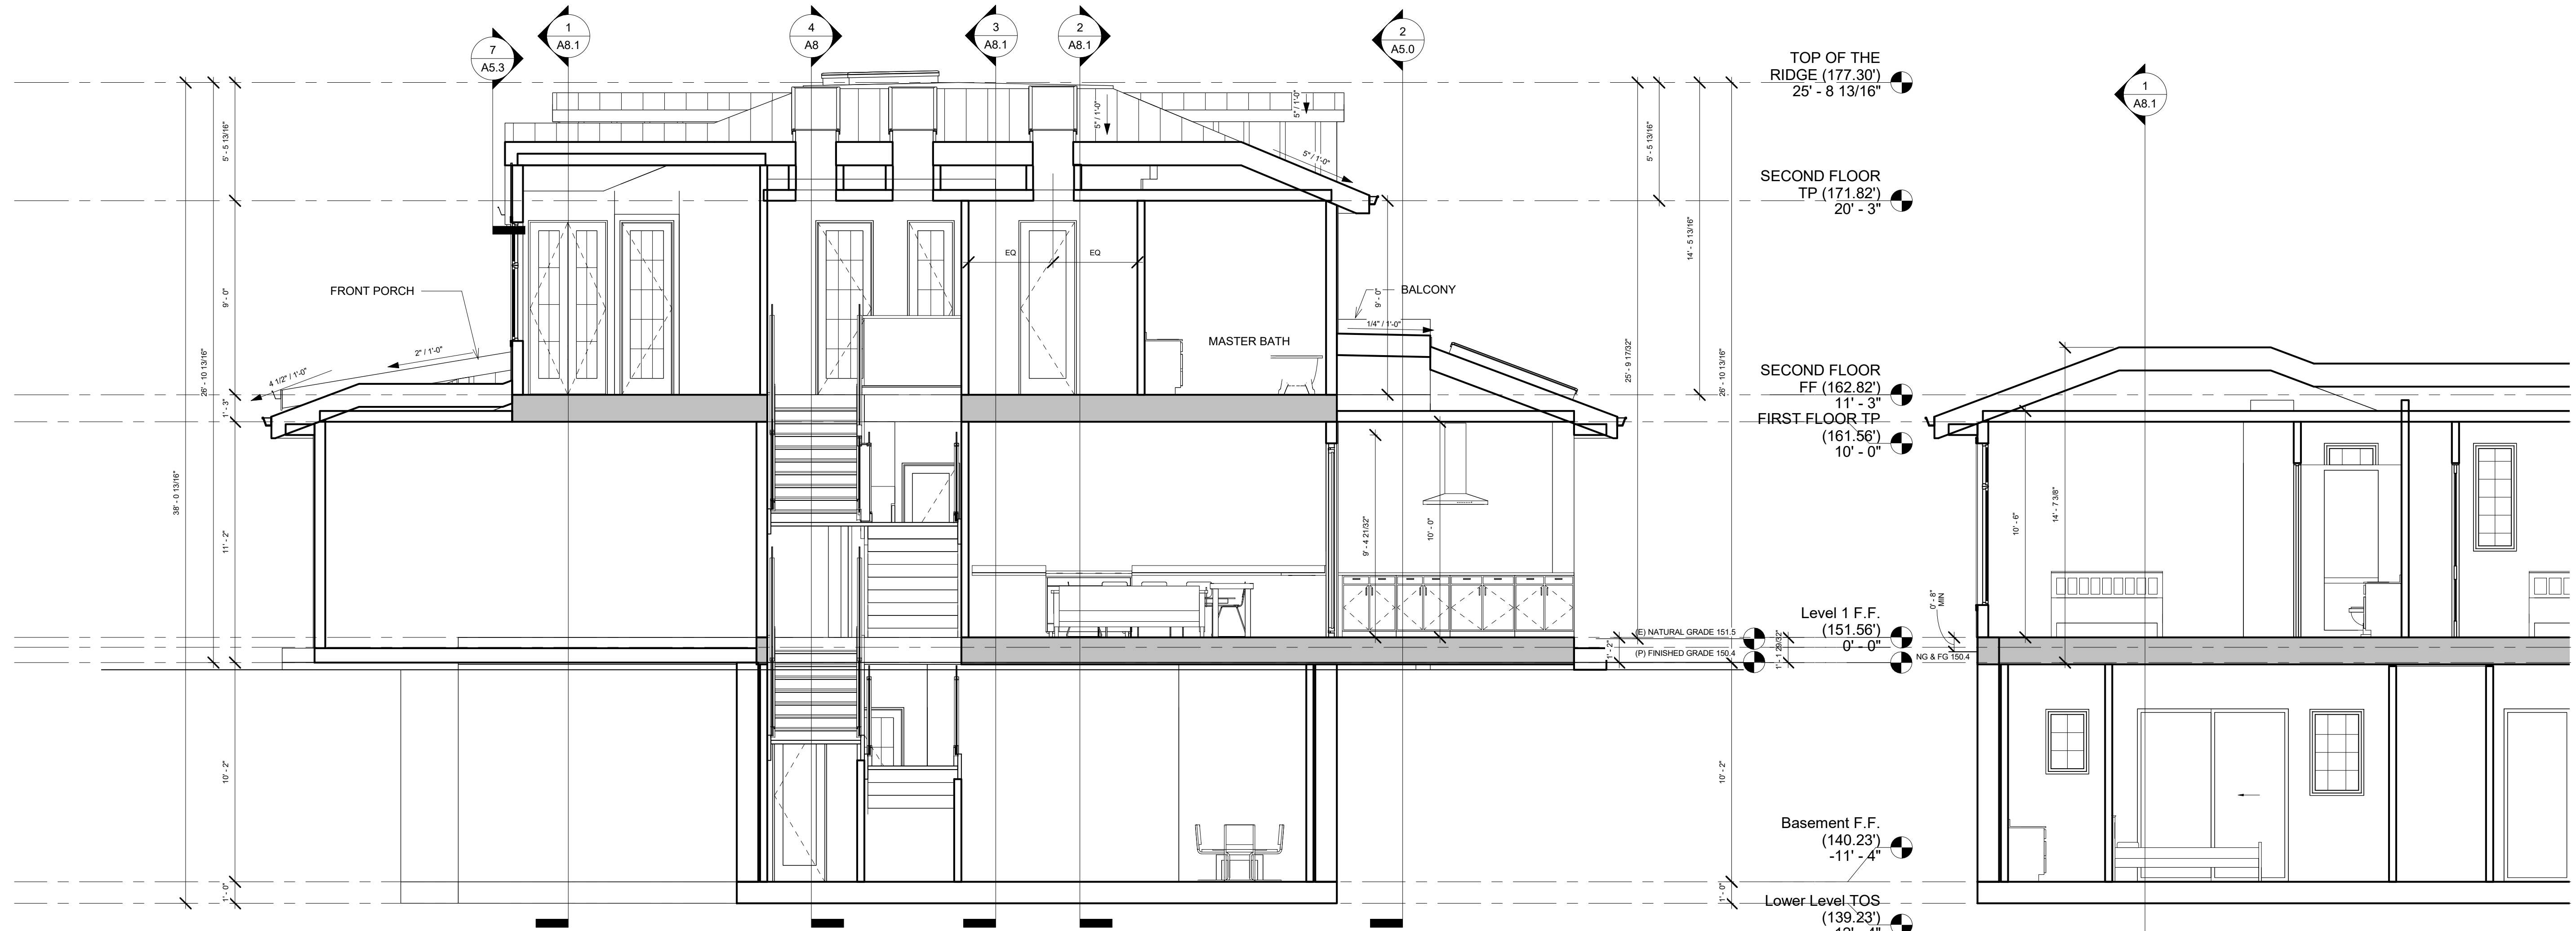 1
A8.1
4
A8
3
A8.1
2
A8.1
2
A5.0
7
A5.3
1
A8.1
TOP OF THE
RIDGE (177.30')
25' - 8 13/16"
SECOND FLOOR
TP (171.82')
20' - 3"
SECOND FLOOR
FF (162.82')
11' - 3"
FIRST FLOOR TP
(161.56')
10' - 0"
Level 1 F.F.
(151.56')
0' - 0"
Basement F.F.
(140.23')
-11' - 4"
Lower Level TOS
(139.23')
5' - 5 13/16"
9' - 0"
1' - 3"
11' - 2"
10' - 2"
1' - 0"
26' - 10 13/16"
38' - 0 13/16"
FRONT PORCH
2" / 1'-0"
4 1/2" / 1'-0"
5" / 1'-0"
5" / 1'-0"
5" / 1'-0"
EQ
EQ
MASTER BATH
BALCONY
1/4" / 1'-0"
9' - 0"
9' - 4 21/32"
10' - 0"
5' - 5 13/16"
14' - 5 13/16"
25' - 9 17/32"
26' - 10 13/16"
(E) NATURAL GRADE 151.5
(P) FINISHED GRADE 150.4
1' - 2"
1' - 1 29/32"
10' - 2"
1' - 0"
NG & FG 150.4
0' - 8"
MIN
10' - 6"
14' - 7 3/8"